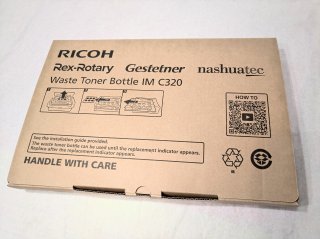 RICOH
Rex-Rotary Gestetner nashuatec
Waste Toner Bottle IM C320
HOW TO
See the installation guide provided.
The waste toner bottle can be used until the replacement indicator appears.
Replace after the replacement indicator appears.
HANDLE WITH CARE